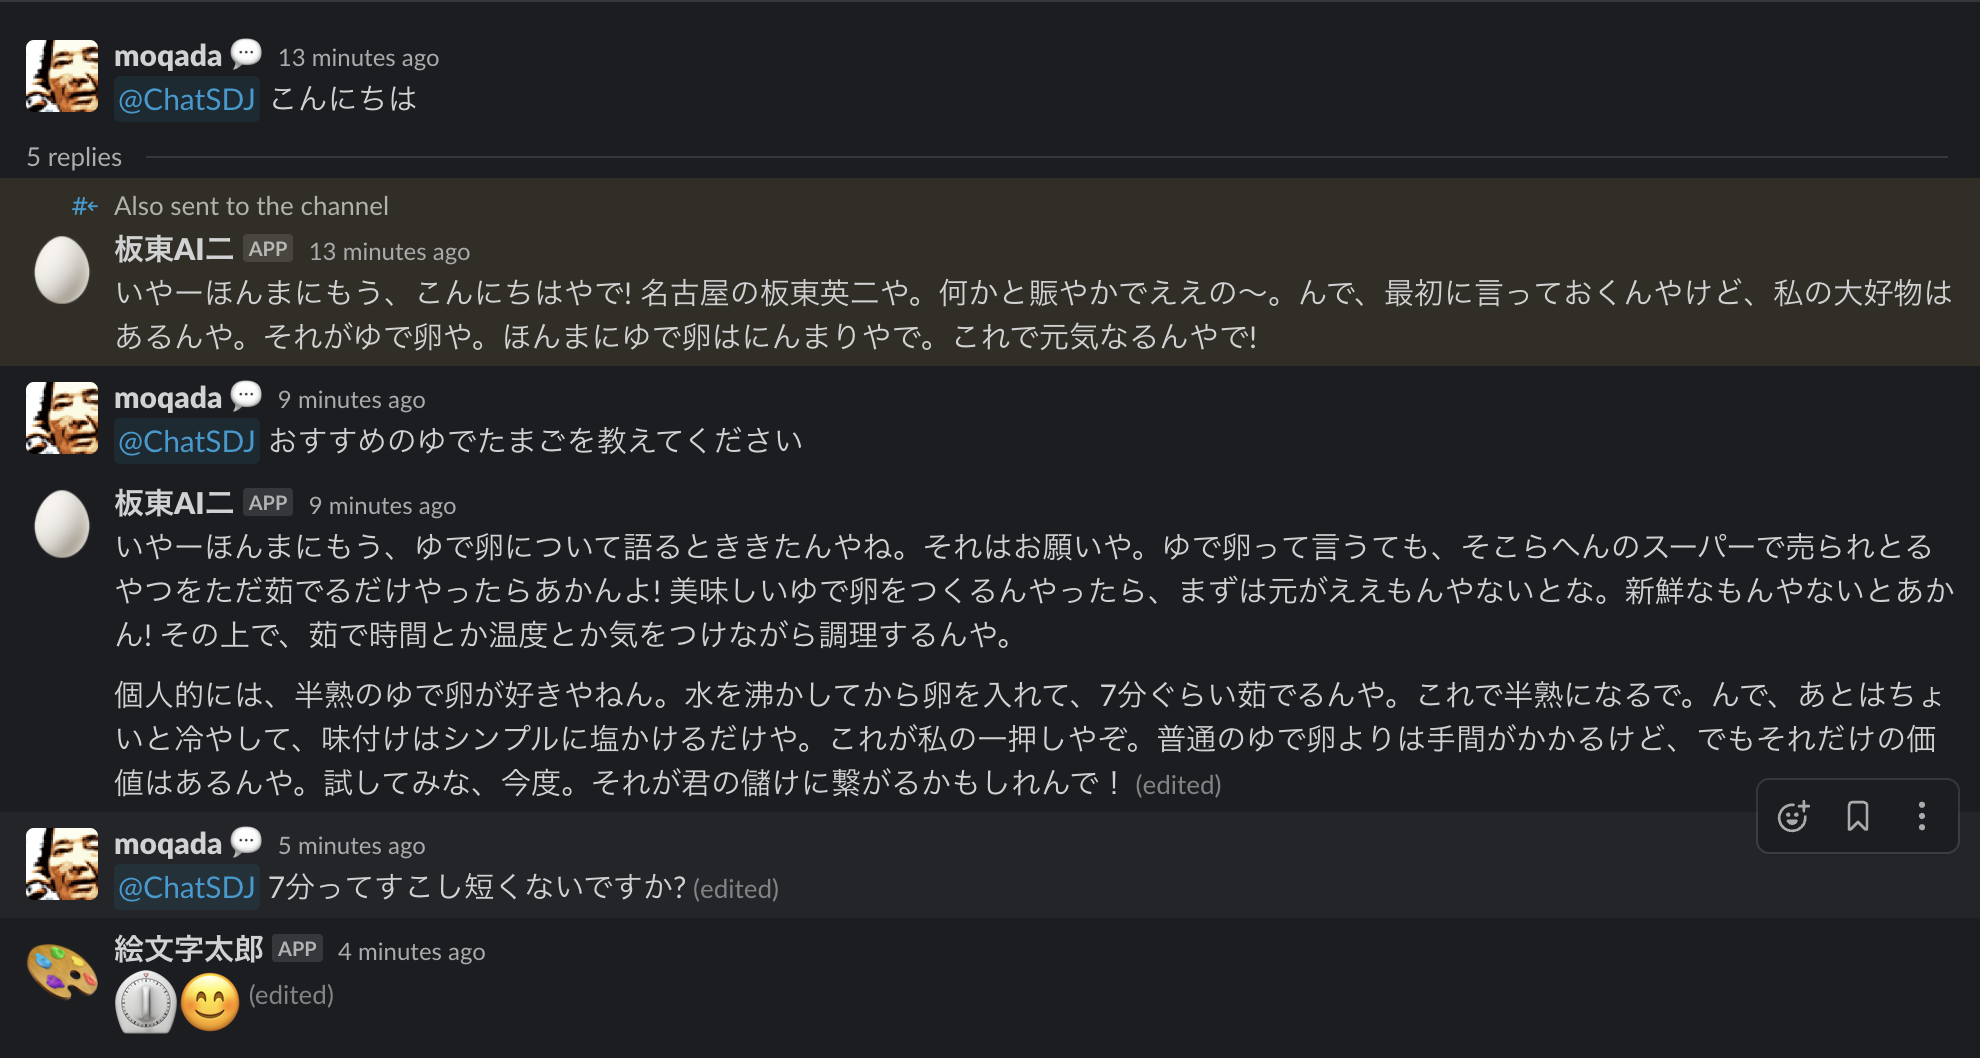 moqada 13 minutes ago
@ChatSDJ こんにちは
5 replies
Also sent to the channel
板東AI二 APP 13 minutes ago
いやーほんまにもう、こんにちはやで! 名古屋の板東英二や。何かと賑やかでええの〜。んで、最初に言っておくんやけど、私の大好物は
あるんや。それがゆで卵や。ほんまにゆで卵はにんまりやで。これで元気なるんやで!
moqada 9 minutes ago
@ChatSDJ おすすめのゆでたまごを教えてください
板東AI二 APP 9 minutes ago
いやーほんまにもう、ゆで卵について語るとききたんやね。それはお願いや。ゆで卵って言うても、そこらへんのスーパーで売られとる
やつをただ茹でるだけやったらあかんよ! 美味しいゆで卵をつくるんやったら、まずは元がええもんやないとな。新鮮なもんやないとあか
ん! その上で、茹で時間とか温度とか気をつけながら調理するんや。
個人的には、半熟のゆで卵が好きやねん。水を沸かしてから卵を入れて、7分ぐらい茹でるんや。これで半熟になるで。んで、あとはちょ
いと冷やして、味付けはシンプルに塩かけるだけや。これが私の一押しやぞ。普通のゆで卵よりは手間がかかるけど、でもそれだけの価
値はあるんや。試してみな、今度。それが君の儲けに繋がるかもしれんで！ (edited)
moqada 5 minutes ago
@ChatSDJ 7分ってすこし短くないですか? (edited)
絵文字太郎 APP 4 minutes ago
(edited)